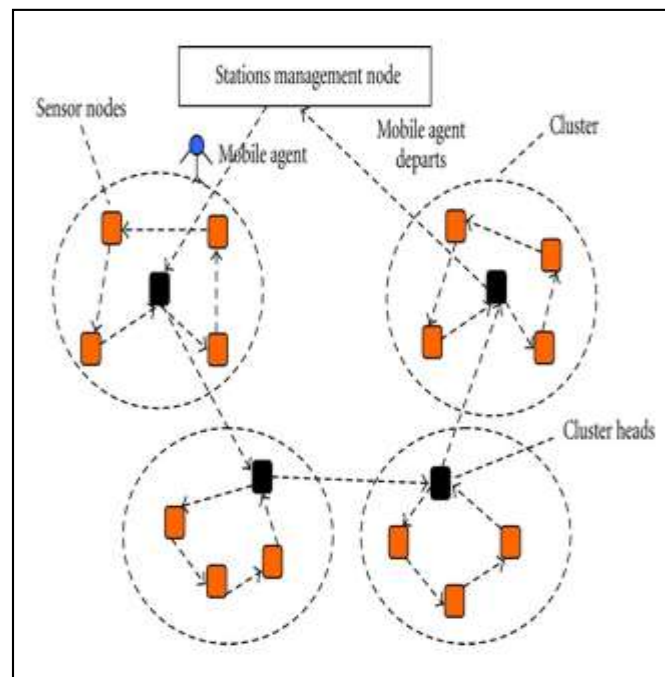 Stations management node
Sensor nodes
Mobile agent
Mobile agent
departs
Cluster
Cluster heads